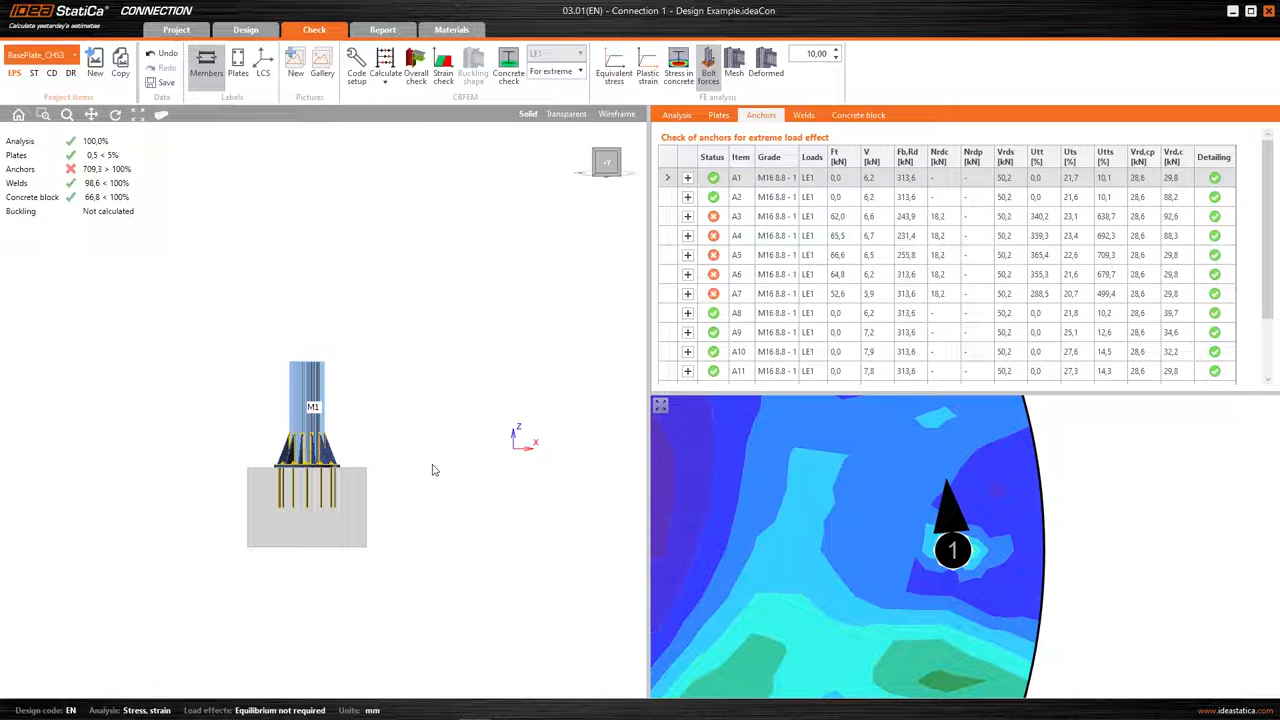 IDEA StatiCa® CONNECTION
Calculate yesterday's estimates
03.01(EN) - Connection 1 - Design Example.ideaCon
Project Design Check Report Materials
BasePlate_CHS3
EPS ST CD DR
New Copy
Project Items
Undo
Redo
Save
Data
Members Plates LCS
Labels
New Gallery
Pictures
Code setup Calculate Overall check Strain check Buckling shape Concrete check
LE1
For extreme
CBFEM
Equivalent stress Plastic strain Stress in concrete Bolt forces Mesh Deformed
10,00
FE analysis
Solid Transparent Wireframe
Analysis 100,0%
Plates 0,5 < 5%
Anchors 709,3 > 100%
Welds 98,6 < 100%
Concrete block 66,8 < 100%
Buckling Not calculated
+Y
M1
Z
X
Analysis Plates Anchors Welds Concrete block
Check of anchors for extreme load effect
Status Item Grade Loads Ft [kN] V [kN] Fb,Rd [kN] Nrdc [kN] Nrdp [kN] Vrds [kN] Utt [%] Uts [%] Utts [%] Vrd,cp [kN] Vrd,c [kN] Detailing
A1 M16 8.8 - 1 LE1 0,0 6,2 313,6 - - 50,2 0,0 21,7 10,1 28,6 29,8
A2 M16 8.8 - 1 LE1 0,0 6,2 313,6 - - 50,2 0,0 21,6 10,1 28,6 88,2
A3 M16 8.8 - 1 LE1 62,0 6,6 243,9 18,2 - 50,2 340,2 23,1 638,7 28,6 92,6
A4 M16 8.8 - 1 LE1 65,5 6,7 231,4 18,2 - 50,2 359,3 23,4 692,3 28,6 88,3
A5 M16 8.8 - 1 LE1 66,6 6,5 255,8 18,2 - 50,2 365,4 22,6 709,3 28,6 29,8
A6 M16 8.8 - 1 LE1 64,8 6,2 313,6 18,2 - 50,2 355,3 21,6 679,7 28,6 29,8
A7 M16 8.8 - 1 LE1 52,6 5,9 313,6 18,2 - 50,2 288,5 20,7 499,4 28,6 29,8
A8 M16 8.8 - 1 LE1 0,0 6,2 313,6 - - 50,2 0,0 21,8 10,2 28,6 39,7
A9 M16 8.8 - 1 LE1 0,0 7,2 313,6 - - 50,2 0,0 25,1 12,6 28,6 34,6
A10 M16 8.8 - 1 LE1 0,0 7,9 313,6 - - 50,2 0,0 27,6 14,5 28,6 32,2
A11 M16 8.8 - 1 LE1 0,0 7,8 313,6 - - 50,2 0,0 27,3 14,3 28,6 29,8
1
Design code: EN Analysis: Stress, strain Load effects: Equilibrium not required Units: mm
www.ideastatica.com